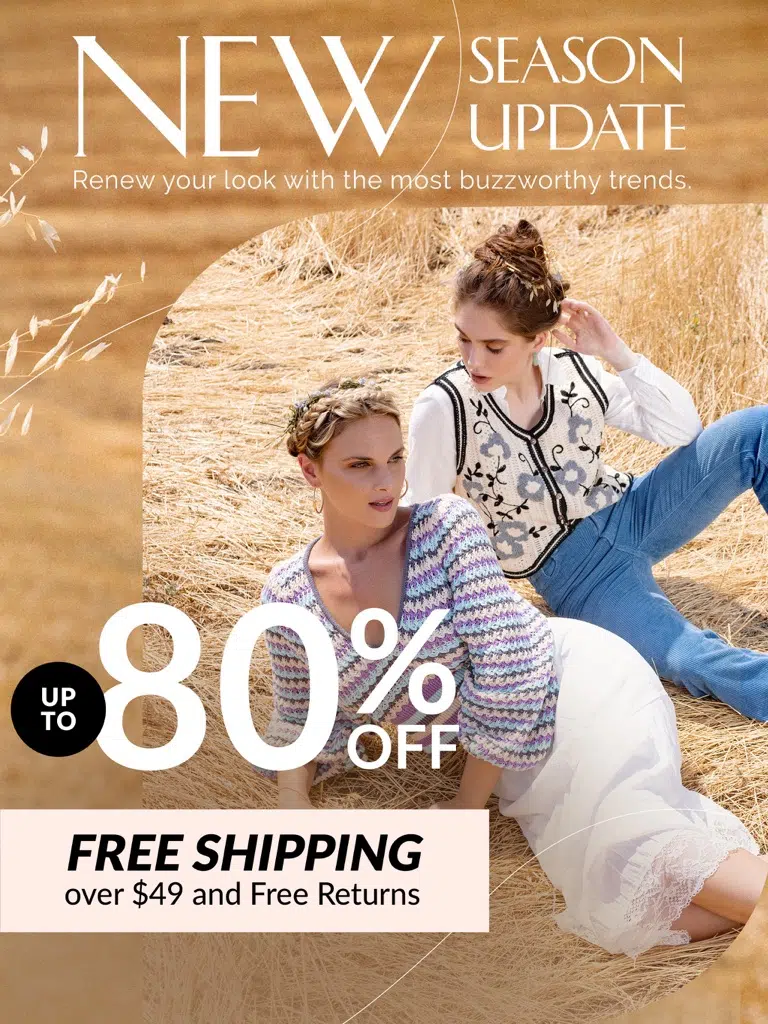 NEW SEASON
UPDATE
Renew your look with the most buzzworthy trends.
UP
TO
80%
OFF
FREE SHIPPING
over $49 and Free Returns